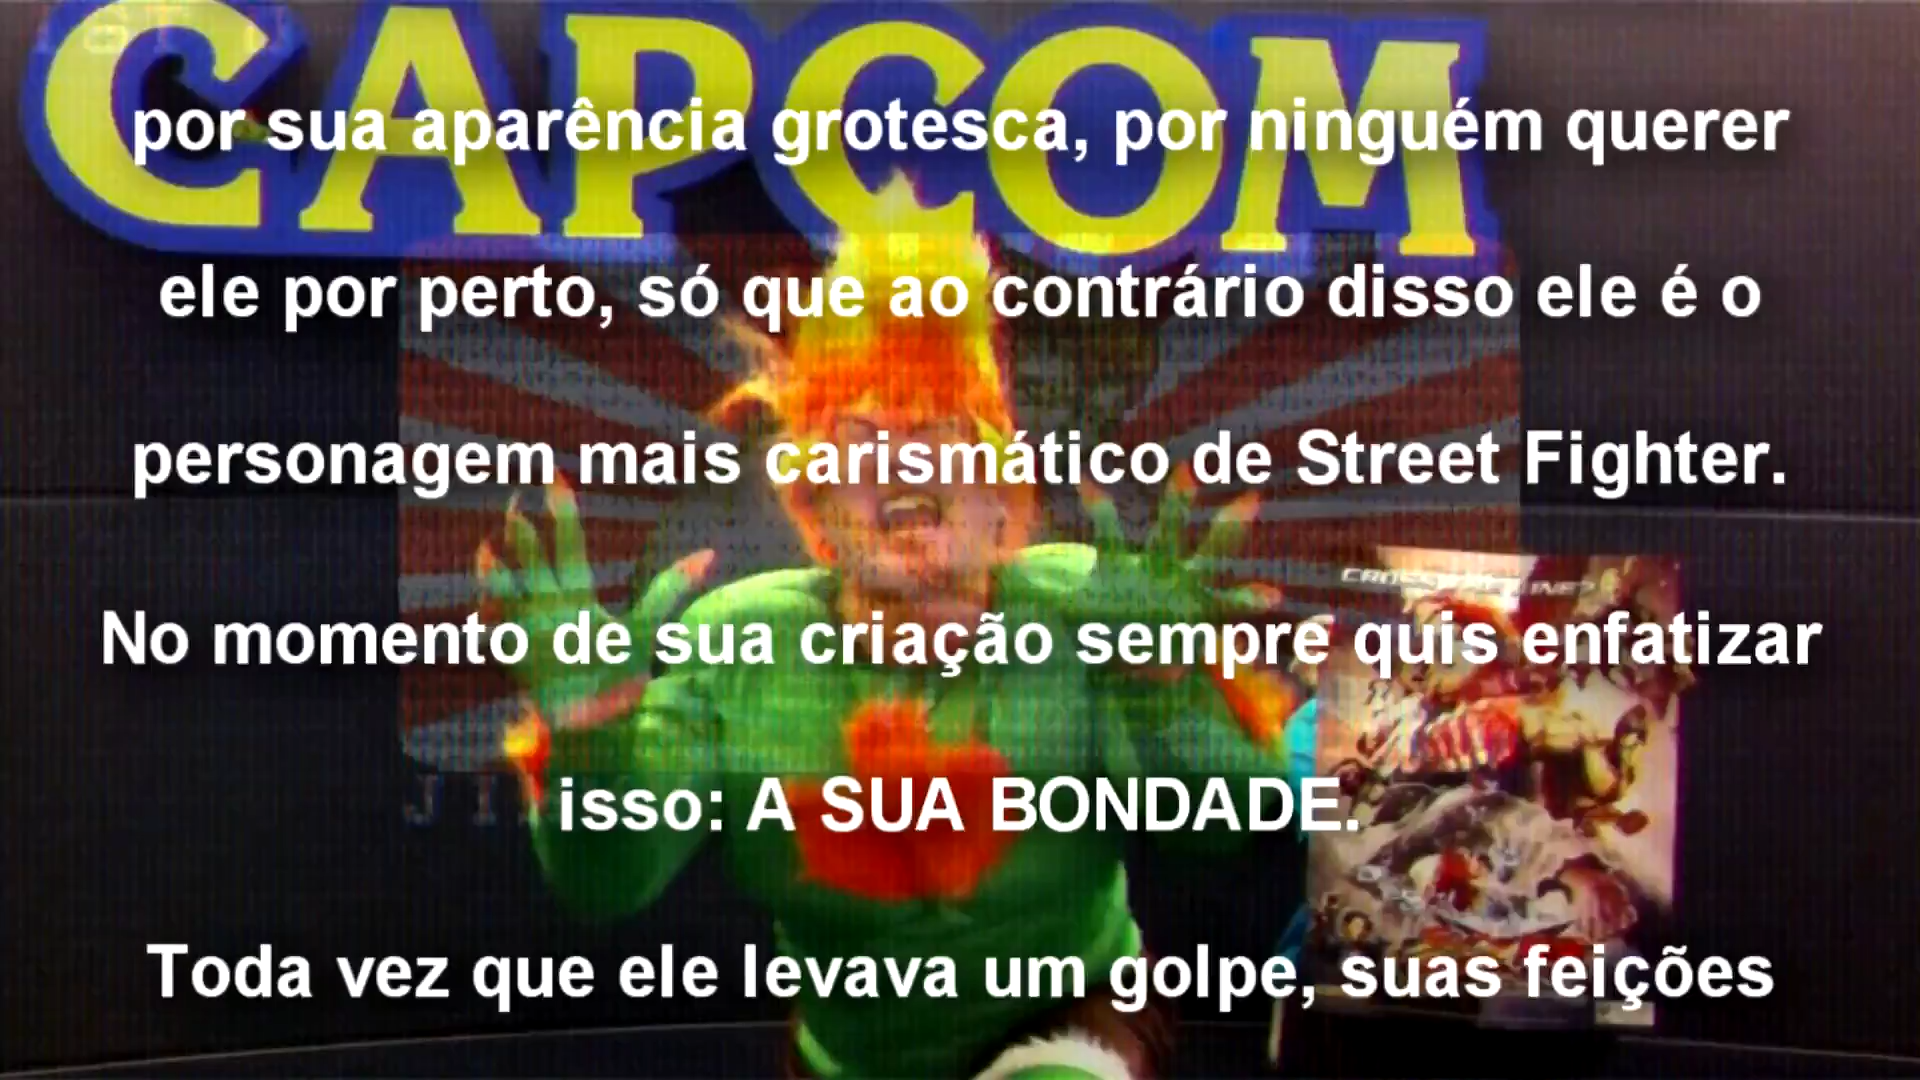 CAPCOM
por sua aparência grotesca, por ninguém querer
ele por perto, só que ao contrário disso ele é o
personagem mais carismático de Street Fighter.
No momento de sua criação sempre quis enfatizar
isso: A SUA BONDADE.
Toda vez que ele levava um golpe, suas feições